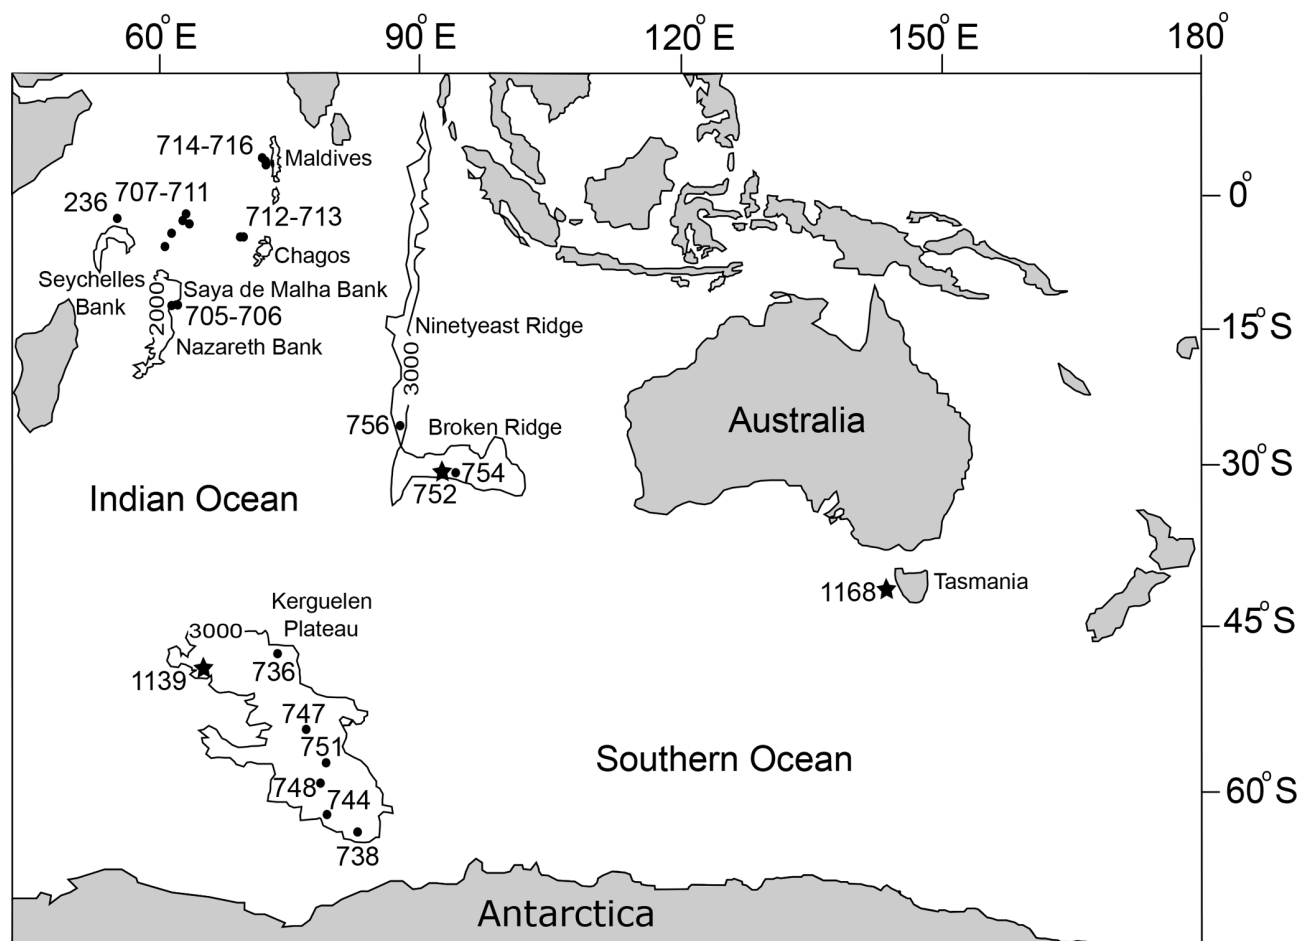 60°E 90°E 120°E 150°E 180°
714-716
Maldives
707-711
236
0°
712-713
Chagos
Seychelles
Bank
Saya de Malha Bank
2000
705-706
15°S
Ninetyeast Ridge
Nazareth Bank
3000
756
Broken Ridge
Australia
30°S
754
752
Indian Ocean
1168
Tasmania
Kerguelen
Plateau
3000
45°S
1139
736
747
751
Southern Ocean
748
744
60°S
738
Antarctica